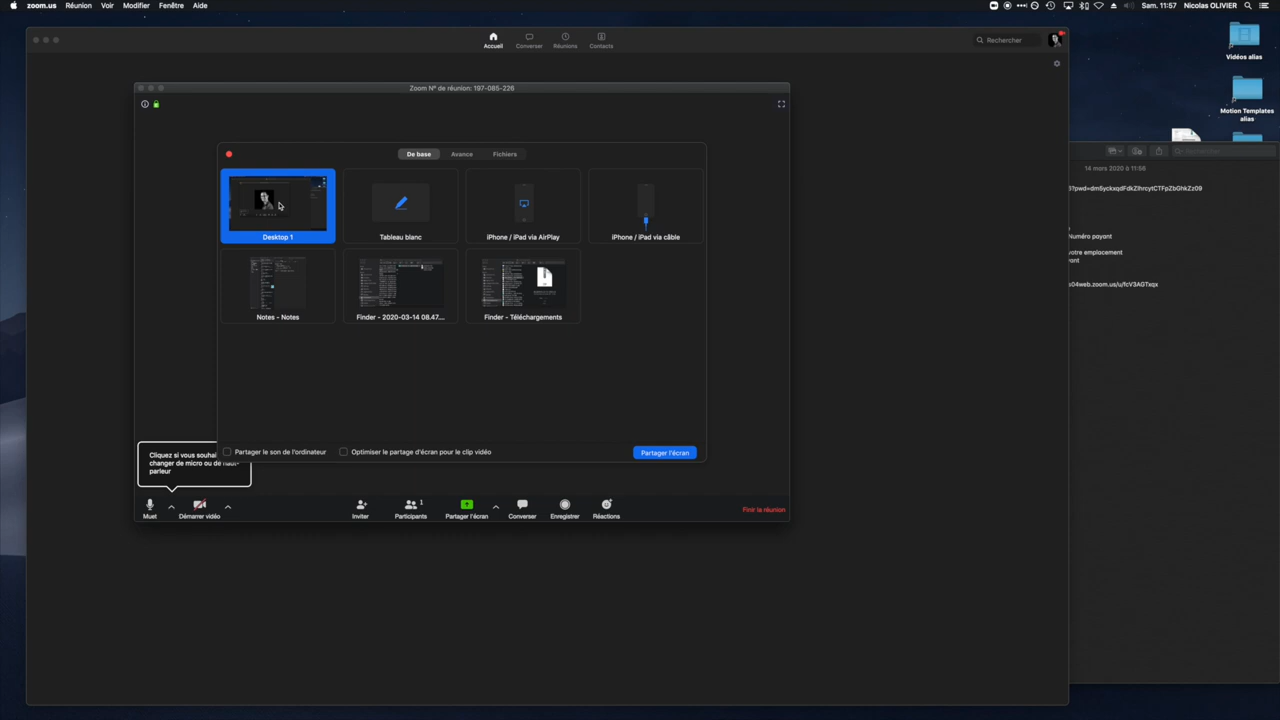 zoom.us Réunion Voir Modifier Fenêtre Aide
Sam. 11:57 Nicolas OLIVIER
Accueil Converser Réunions Contacts
Rechercher
Vidéos alias
Motion Templates
alias
Zoom N° de réunion: 197-085-226
De base Avance Fichiers
Desktop 1
Tableau blanc
iPhone / iPad via AirPlay
iPhone / iPad via câble
Notes - Notes
Finder - 2020-03-14 08.47....
Finder - Téléchargements
Partager le son de l'ordinateur
Optimiser le partage d'écran pour le clip vidéo
Partager l'écran
Cliquez si vous souhai
changer de micro ou de haut-
parleur
Muet
Démarrer vidéo
Inviter
1
Participants
Partager l'écran
Converser
Enregistrer
Réactions
Finir la réunion
14 mars 2020 à 11:56
Numéro payant
votre emplacement